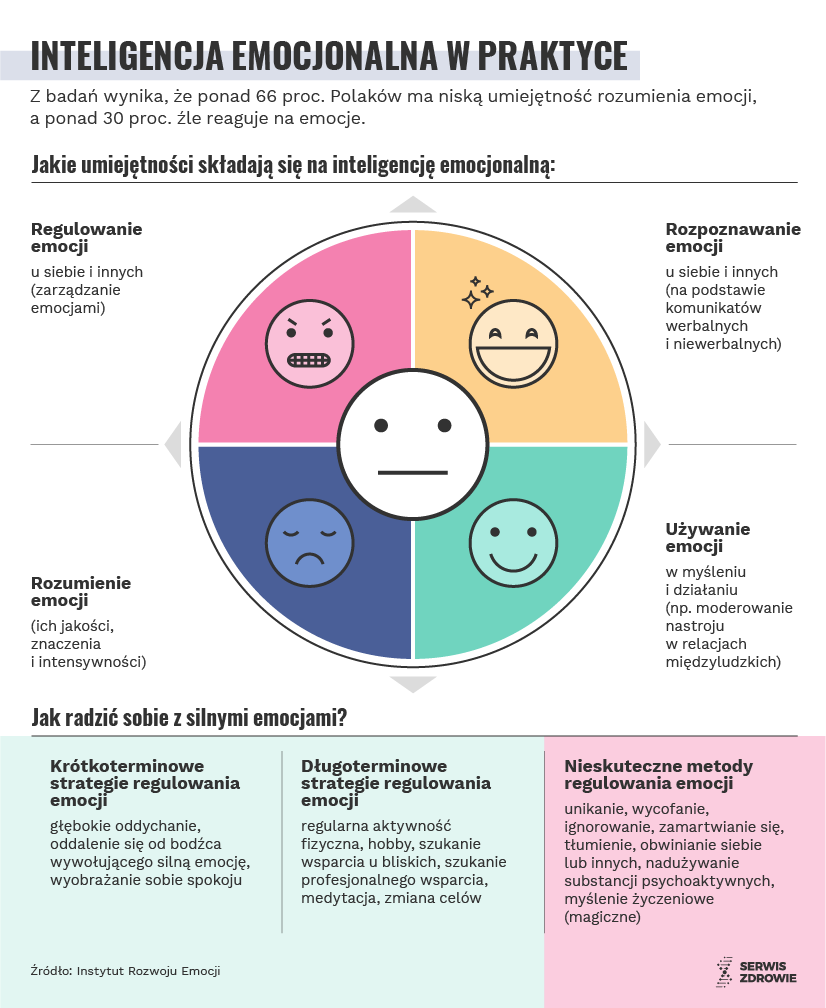 INTELIGENCJA EMOCJONALNA W PRAKTYCE
Z badań wynika, że ponad 66 proc. Polaków ma niską umiejętność rozumienia emocji,
a ponad 30 proc. źle reaguje na emocje.
Jakie umiejętności składają się na inteligencję emocjonalną:
Regulowanie
emocji
u siebie i innych
(zarządzanie
emocjami)
Rozpoznawanie
emocji
u siebie i innych
(na podstawie
komunikatów
werbalnych
i niewerbalnych)
Rozumienie
emocji
(ich jakości,
znaczenia
i intensywności)
Używanie
emocji
w myśleniu
i działaniu
(np. moderowanie
nastroju
w relacjach
międzyludzkich)
Jak radzić sobie z silnymi emocjami?
Krótkoterminowe
strategie regulowania
emocji
głębokie oddychanie,
oddalenie się od bodźca
wywołującego silną emocję,
wyobrażanie sobie spokoju
Długoterminowe
strategie regulowania
emocji
regularna aktywność
fizyczna, hobby, szukanie
wsparcia u bliskich, szukanie
profesjonalnego wsparcia,
medytacja, zmiana celów
Nieskuteczne metody
regulowania emocji
unikanie, wycofanie,
ignorowanie, zamartwianie się,
tłumienie, obwinianie siebie
lub innych, nadużywanie
substancji psychoaktywnych,
myślenie życzeniowe
(magiczne)
Źródło: Instytut Rozwoju Emocji
SERWIS
ZDROWIE